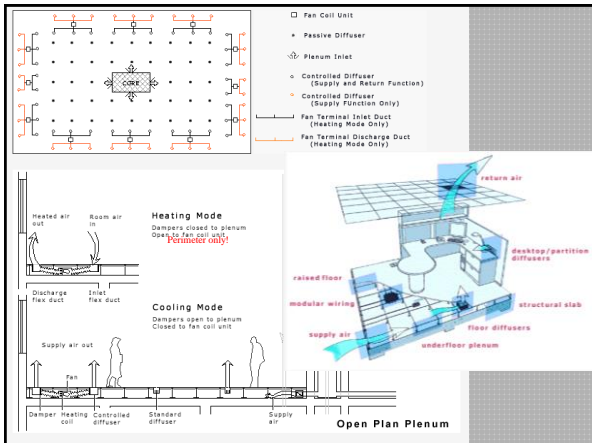 Fan Coil Unit
Passive Diffuser
Plenum Inlet
Controlled Diffuser
(Supply and Return Function)
Controlled Diffuser
(Supply FUnction Only)
Fan Terminal Inlet Duct
(Heating Mode Only)
Fan Terminal Discharge Duct
(Heating Mode Only)
CORE
Heated air
out
Room air
in
Heating Mode
Dampers closed to plenum
Open to fan coil unit
Perimeter only!
Discharge
flex duct
Inlet
flex duct
Cooling Mode
Dampers open to plenum
Closed to fan coil unit
Supply air out
Fan
Damper
Heating
coil
Controlled
diffuser
Standard
diffuser
Supply
air
Open Plan Plenum
return air
desktop/partition
diffusers
raised floor
modular wiring
structural slab
supply air
floor diffusers
underfloor plenum